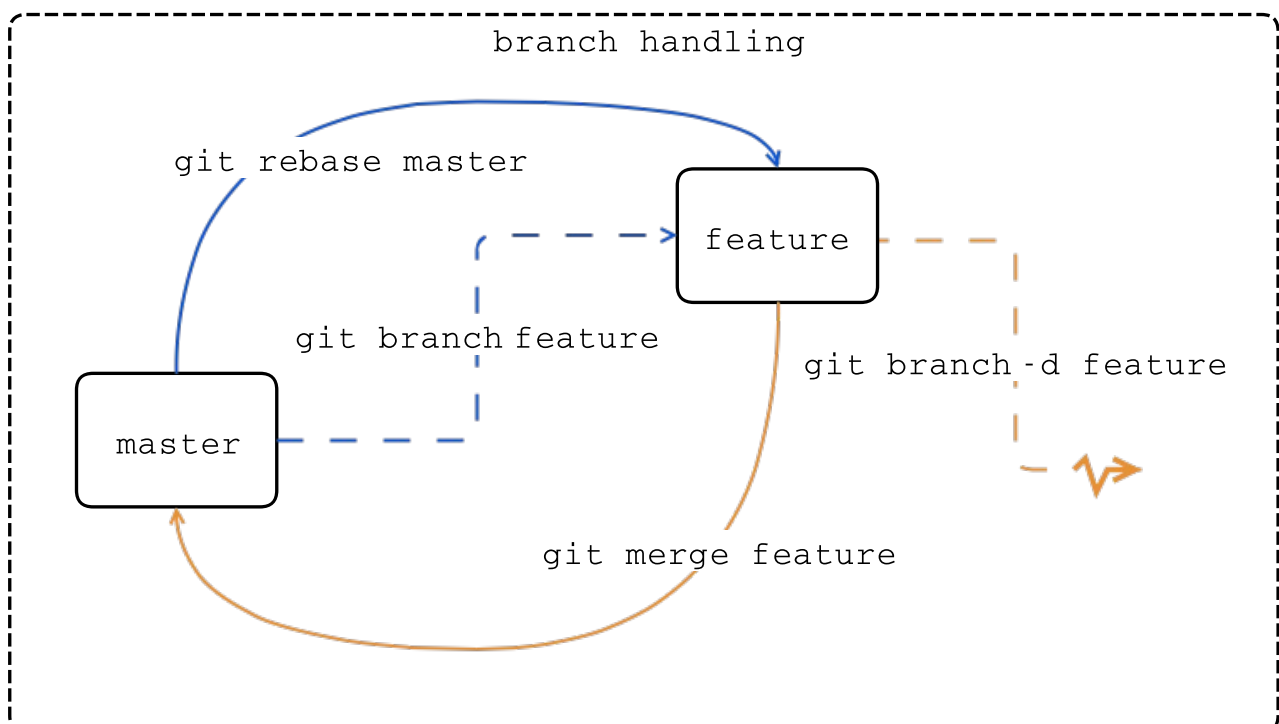 branch handling
git rebase master
feature
git branch feature
git branch -d feature
master
git merge feature